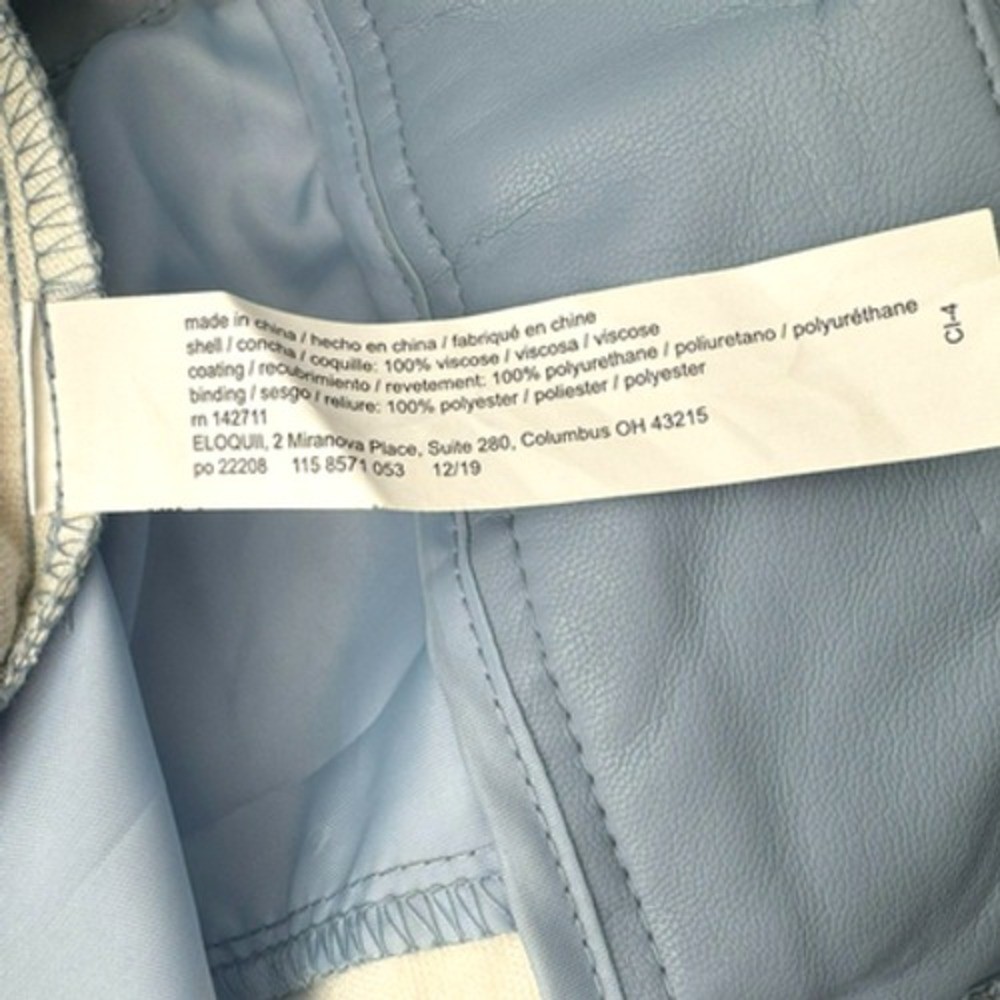 made in china / hecho en china / fabriqué en chine
shell / concha / coquille: 100% viscose / viscosa / viscose
coating / recubrimiento / revetement: 100% polyurethane / poliuretano / polyuréthane
binding / sesgo / reliure: 100% polyester / poliester / polyester
rn 142711
ELOQUII, 2 Miranova Place, Suite 280, Columbus OH 43215
po 22208 115 8571 053 12/19
CI-4